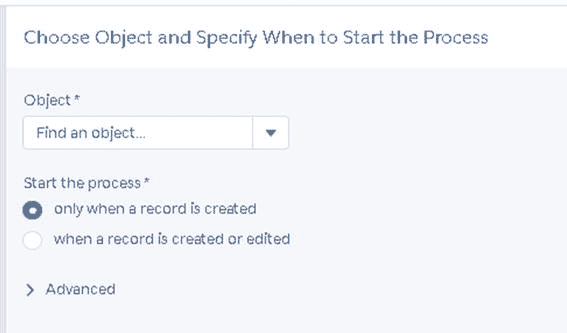 Choose Object and Specify When to Start the Process
Object *
Find an object...
Start the process *
only when a record is created
when a record is created or edited
Advanced